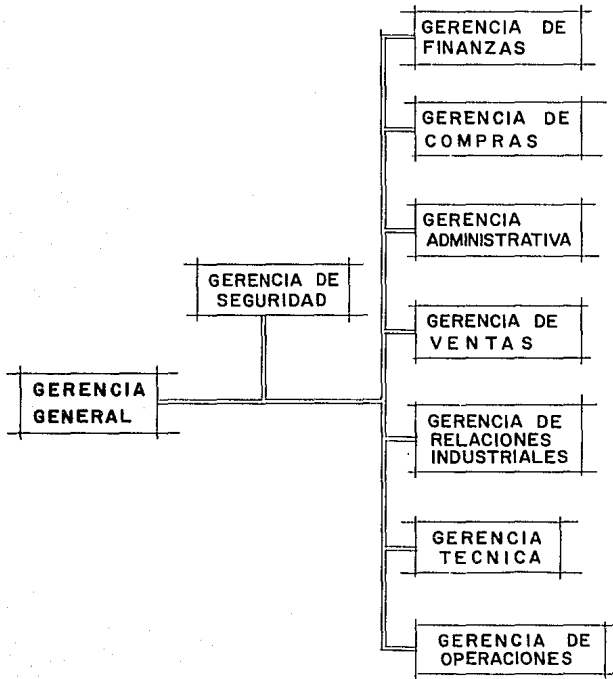 GERENCIA DE
FINANZAS
GERENCIA DE
COMPRAS
GERENCIA
ADMINISTRATIVA
GERENCIA DE
SEGURIDAD
GERENCIA DE
VENTAS
GERENCIA
GENERAL
GERENCIA DE
RELACIONES
INDUSTRIALES
GERENCIA
TECNICA
GERENCIA DE
OPERACIONES